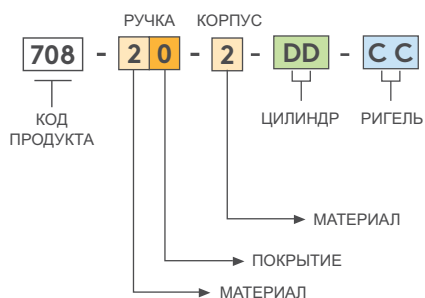 РУЧКА КОРПУС
708 - 2 0 - 2 - DD - C C
КОД ПРОДУКТА
ЦИЛИНДР РИГЕЛЬ
МАТЕРИАЛ
ПОКРЫТИЕ
МАТЕРИАЛ